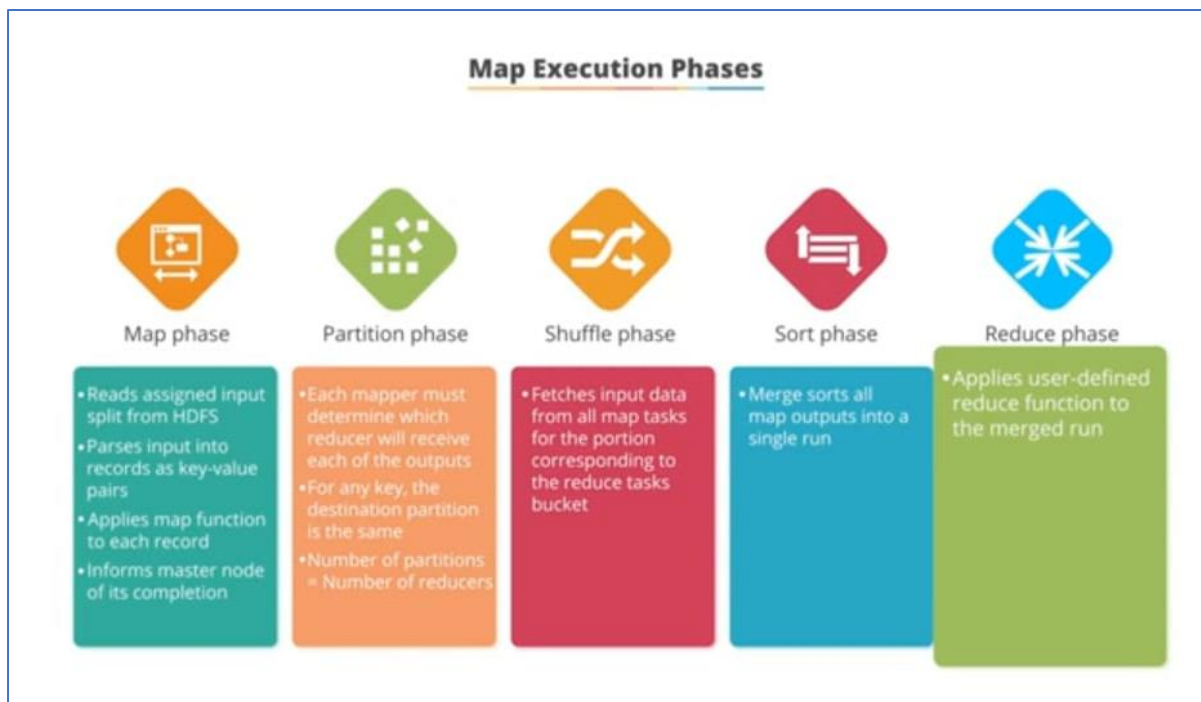 Map Execution Phases
Map phase
Partition phase
Shuffle phase
Sort phase
Reduce phase
•Reads assigned input
split from HDFS
•Parses input into
records as key-value
pairs
•Applies map function
to each record
•Informs master node
of its completion
•Each mapper must
determine which
reducer will receive
each of the outputs
•For any key, the
destination partition
is the same
•Number of partitions
= Number of reducers
•Fetches input data
from all map tasks
for the portion
corresponding to
the reduce tasks
bucket
•Merge sorts all
map outputs into a
single run
•Applies user-defined
reduce function to
the merged run